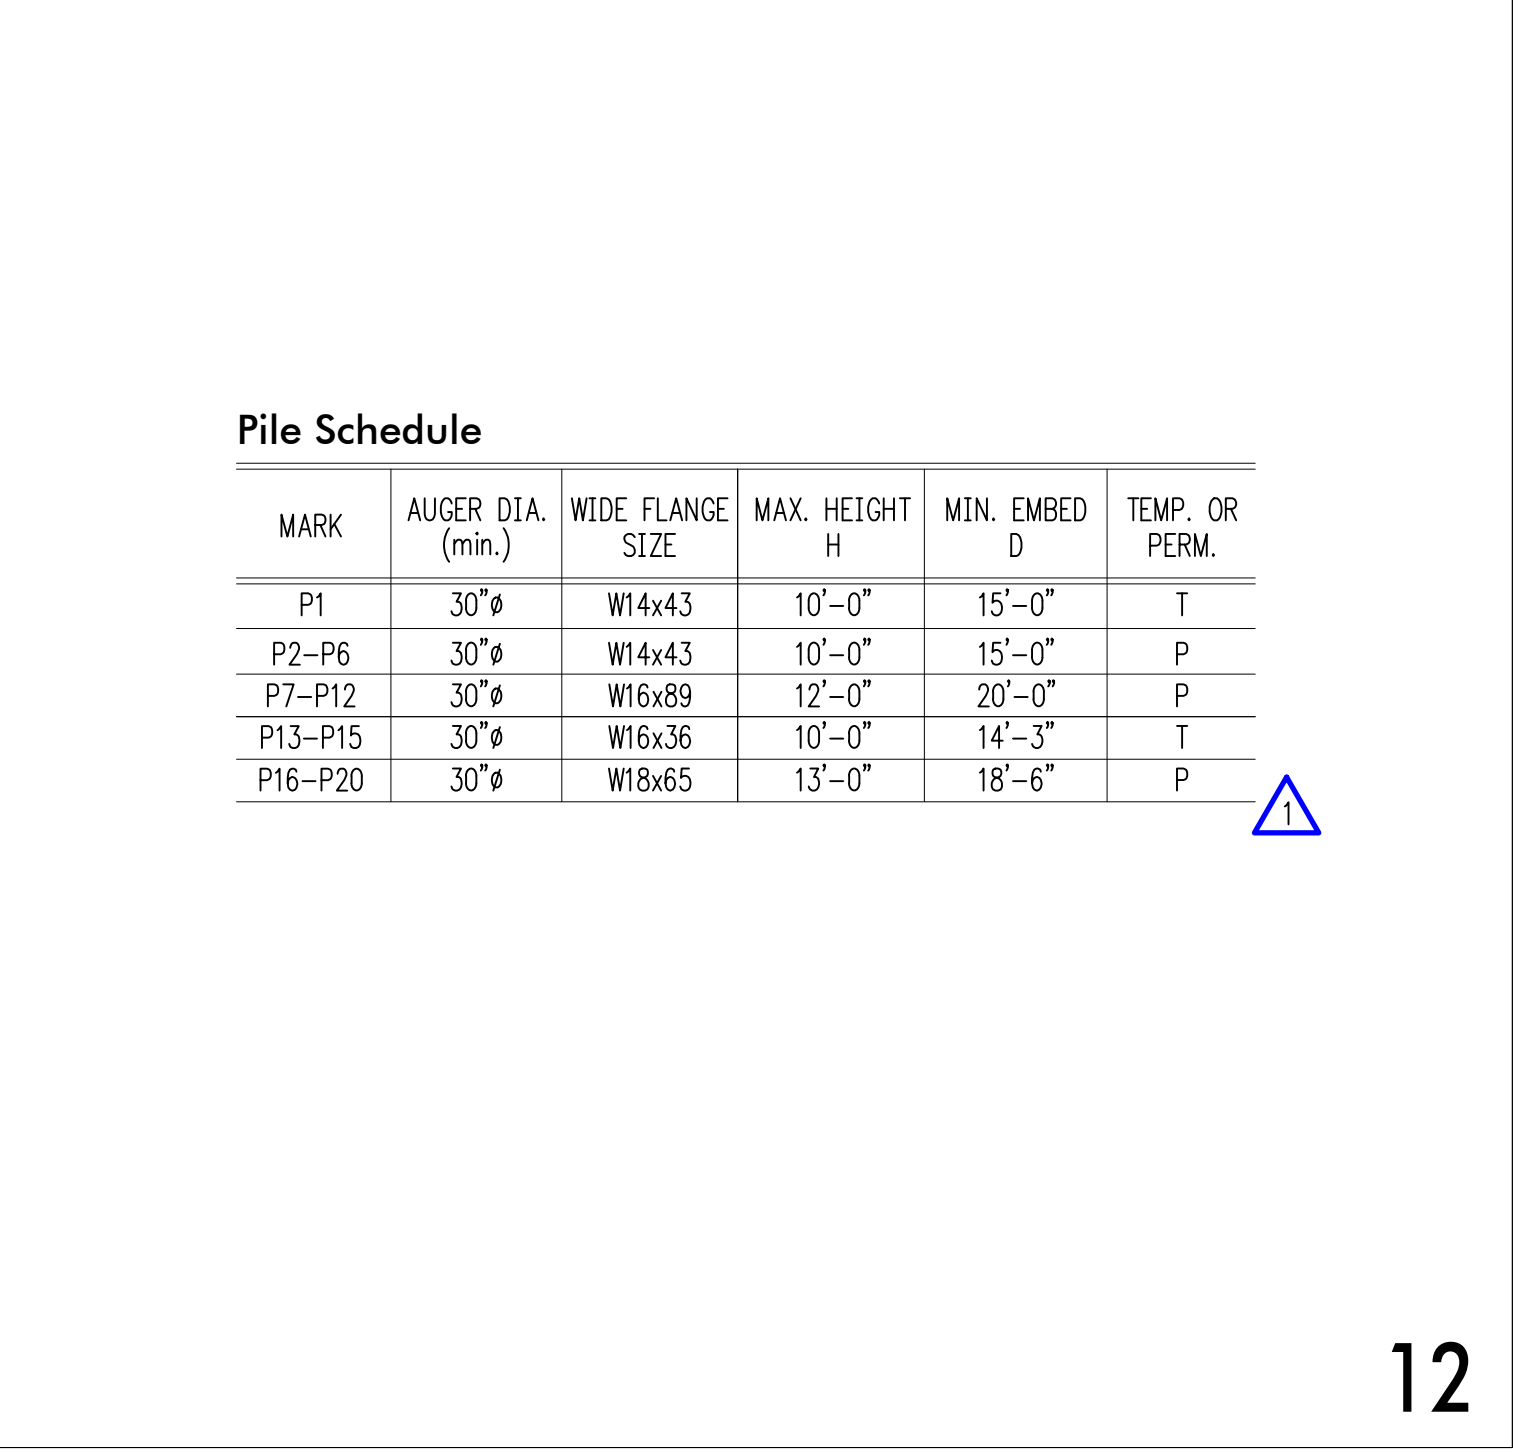 Pile Schedule
MARK AUGER DIA. (min.) WIDE FLANGE SIZE MAX. HEIGHT H MIN. EMBED D TEMP. OR PERM.
P1 30”ø W14x43 10’–0” 15’–0” T
P2–P6 30”ø W14x43 10’–0” 15’–0” P
P7–P12 30”ø W16x89 12’–0” 20’–0” P
P13–P15 30”ø W16x36 10’–0” 14’–3” T
P16–P20 30”ø W18x65 13’–0” 18’–6” P
1
12